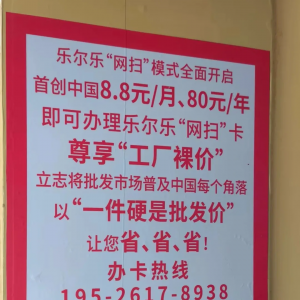 乐尔乐“网扫”模式全面开启
首创中国8.8元/月、80元/年
即可办理乐尔乐“网扫”卡
尊享“工厂裸价”
立志将批发市场普及中国每个角落
以“一件硬是批发价”
让您省、省、省!
办卡热线
195-2617-8938